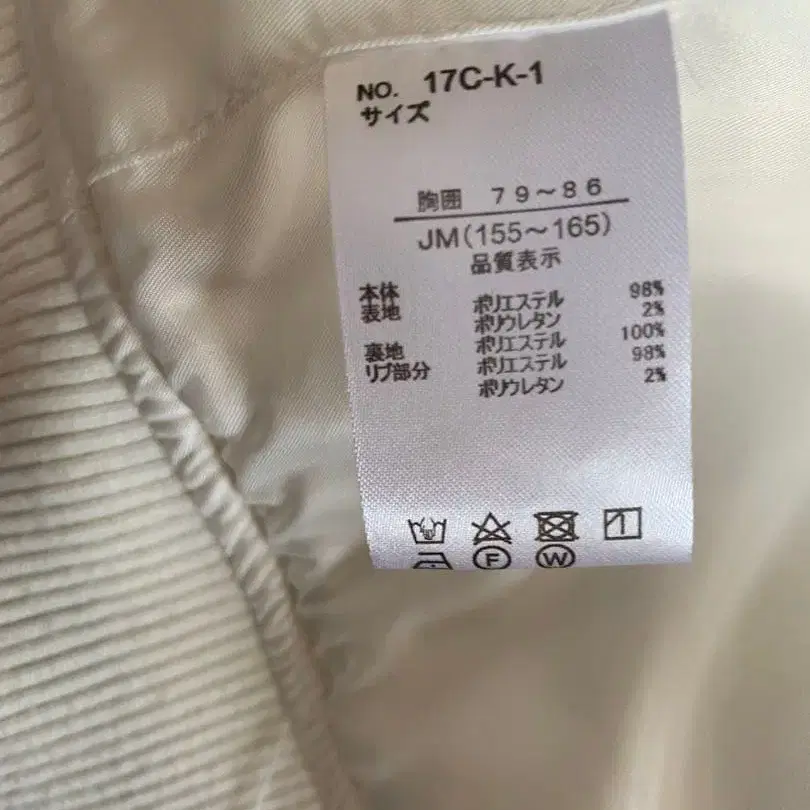 NO. 17C-K-1
サイズ
胸囲 79～86
JM(155～165)
品質表示
本体
表地 ポリエステル 98%
ポリウレタン 2%
裏地 ポリエステル 100%
リブ部分 ポリエステル 98%
ポリウレタン 2%
F W